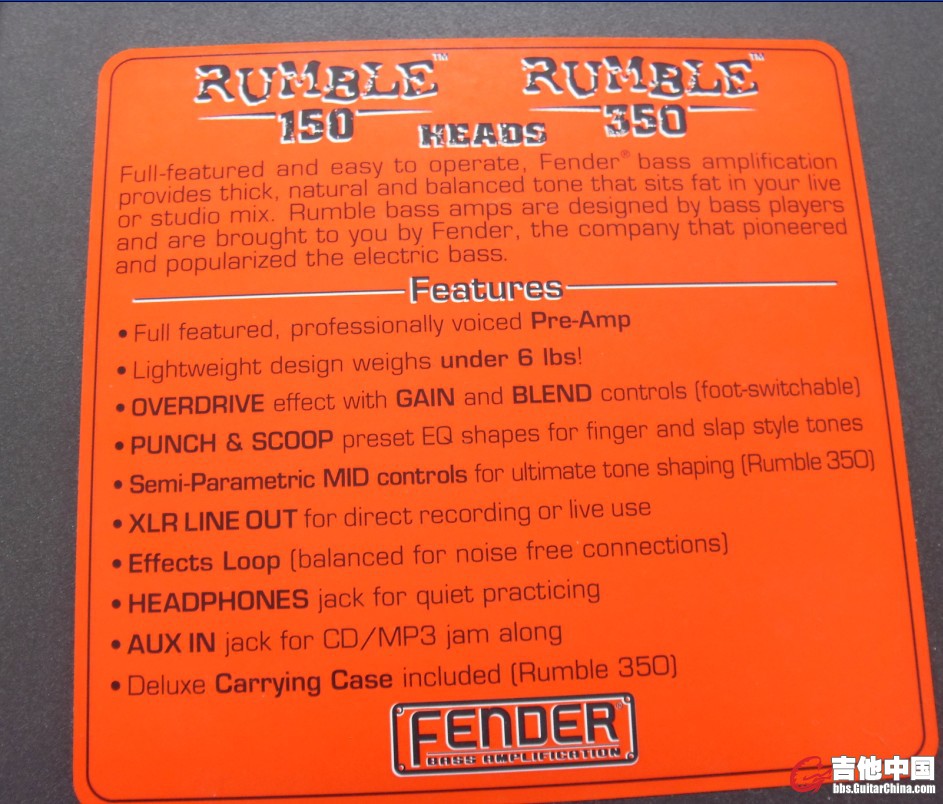 RUMBLE™ RUMBLE™
150 HEADS 350
Full-featured and easy to operate, Fender® bass amplification
provides thick, natural and balanced tone that sits fat in your live
or studio mix. Rumble bass amps are designed by bass players
and are brought to you by Fender, the company that pioneered
and popularized the electric bass.
Features
• Full featured, professionally voiced Pre-Amp
• Lightweight design weighs under 6 lbs!
• OVERDRIVE effect with GAIN and BLEND controls (foot-switchable)
• PUNCH & SCOOP preset EQ shapes for finger and slap style tones
• Semi-Parametric MID controls for ultimate tone shaping (Rumble 350)
• XLR LINE OUT for direct recording or live use
• Effects Loop (balanced for noise free connections)
• HEADPHONES jack for quiet practicing
• AUX IN jack for CD/MP3 jam along
• Deluxe Carrying Case included (Rumble 350)
FENDER®
BASS AMPLIFICATION
吉他中国
bbs.GuitarChina.com